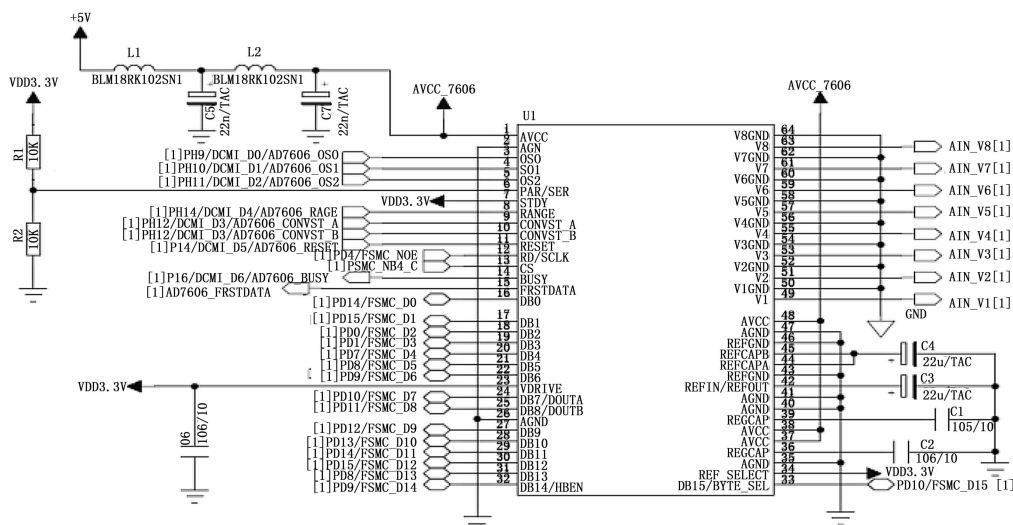 +5V
L1
L2
BLM18RK102SN1
BLM18RK102SN1
VDD3.3V
C5
22n/TAC
C7
22n/TAC
AVCC_7606
AVCC_7606
R1
10K
R2
10K
U1
[1]PH9/DCMI_D0/AD7606_OSO
[1]PH10/DCMI_D1/AD7606_OS1
[1]PH11/DCMI_D2/AD7606_OS2
VDD3.3V
[1]PH14/DCMI_D4/AD7606_RAGE
[1]PH12/DCMI_D3/AD7606_CONVST_A
[1]PH12/DCMI_D3/AD7606_CONVST_B
[1]P14/DCMI_D5/AD7606_RESET
[1]PD4/FSMC_NOE
[1]PSMC_NB4_C
[1]P16/DCMI_D6/AD7606_BUSY
[1]AD7606_FRSTDATA
[1]PD14/FSMC_D0
[1]PD15/FSMC_D1
[1]PD0/FSMC_D2
[1]PD1/FSMC_D3
[1]PD7/FSMC_D4
[1]PD8/FSMC_D5
[1]PD9/FSMC_D6
VDD3.3V
[1]PD10/FSMC_D7
[1]PD11/FSMC_D8
06
106/10
[1]PD12/FSMC_D9
[1]PD13/FSMC_D10
[1]PD14/FSMC_D11
[1]PD15/FSMC_D12
[1]PD8/FSMC_D13
[1]PD9/FSMC_D14
1
2 AVCC
3 AGN
4 OSO
5 SO1
6 OS2
7 PAR/SER
8 STDY
9 RANGE
10 CONVST_A
11 CONVST_B
12 RESET
13 RD/SCLK
14 CS
15 BUSY
16 FRSTDATA
DB0
17
18 DB1
19 DB2
20 DB3
21 DB4
22 DB5
23 DB6
24 VDRIVE
25 DB7/DOUTA
26 DB8/DOUTB
27 AGND
28 DB9
29 DB10
30 DB11
31 DB12
32 DB13
DB14/HBEN
64
V8GND 63
V8 62
V7GND 61
V7 60
V6GND 59
V6 58
V5GND 57
V5 56
V4GND 55
V4 54
V3GND 53
V3 52
V2GND 51
V2 50
V1GND 49
V1
48
AVCC 47
AGND 46
REFGND 45
REFCAPB 44
REFCAPA 43
REFGND 42
REFIN/REFOUT 41
AGND 40
AGND 39
REGCAP 38
AVCC 37
AVCC 36
REGCAP 35
AGND 34
REF_SELECT 33
DB15/BYTE_SEL
AIN_V8[1]
AIN_V7[1]
AIN_V6[1]
AIN_V5[1]
AIN_V4[1]
AIN_V3[1]
AIN_V2[1]
AIN_V1[1]
GND
C4
22u/TAC
C3
22u/TAC
C1
105/10
C2
106/10
VDD3.3V
PD10/FSMC_D15 [1]